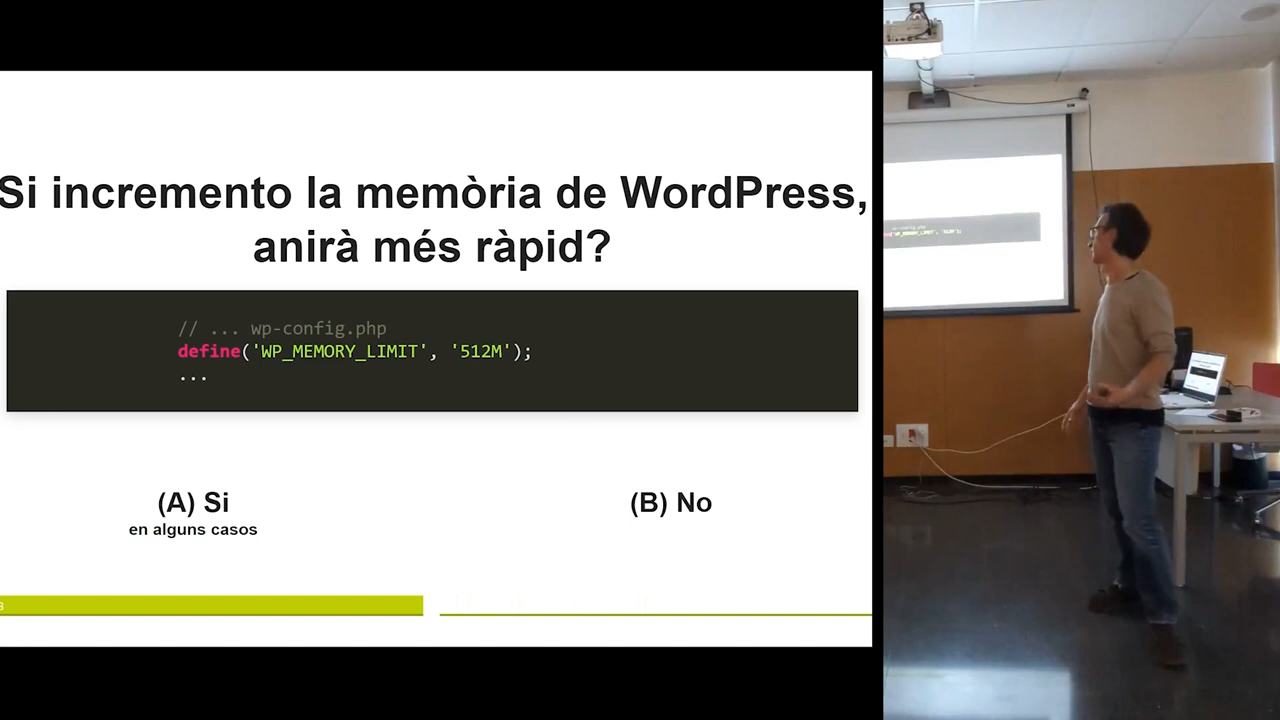 Si incremento la memòria de WordPress,
anirà més ràpid?
// ... wp-config.php
define('WP_MEMORY_LIMIT', '512M');
...
(A) Si
en alguns casos
(B) No